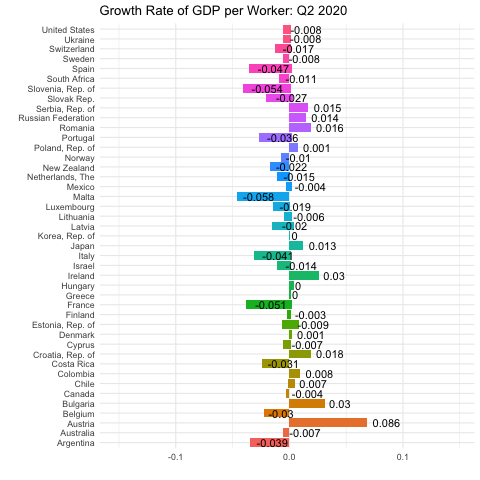 Growth Rate of GDP per Worker: Q2 2020
United States -0.008
Ukraine -0.008
Switzerland -0.017
Sweden -0.008
Spain -0.047
South Africa -0.011
Slovenia, Rep. of -0.054
Slovak Rep. -0.027
Serbia, Rep. of 0.015
Russian Federation 0.014
Romania 0.016
Portugal -0.036
Poland, Rep. of 0.001
Norway -0.01
New Zealand -0.022
Netherlands, The -0.015
Mexico -0.004
Malta -0.058
Luxembourg -0.019
Lithuania -0.006
Latvia -0.02
Korea, Rep. of 0
Japan 0.013
Italy -0.041
Israel -0.014
Ireland 0.03
Hungary 0
Greece 0
France -0.051
Finland -0.003
Estonia, Rep. of -0.009
Denmark 0.001
Cyprus -0.007
Croatia, Rep. of 0.018
Costa Rica -0.031
Colombia 0.008
Chile 0.007
Canada -0.004
Bulgaria 0.03
Belgium -0.03
Austria 0.086
Australia -0.007
Argentina -0.039
-0.1 0.0 0.1